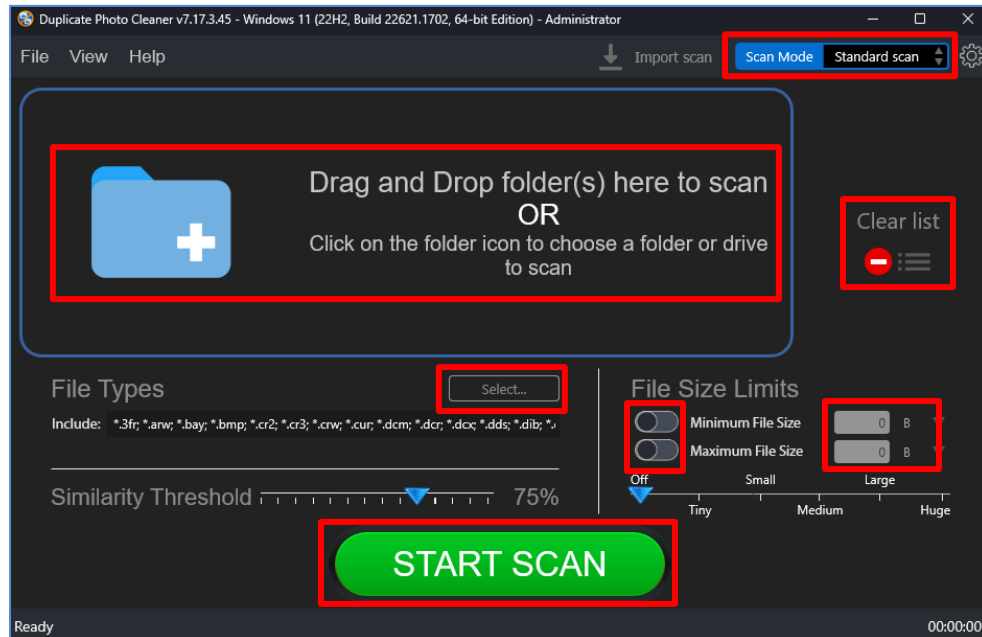 Duplicate Photo Cleaner v7.17.3.45 - Windows 11 (22H2, Build 22621.1702, 64-bit Edition) - Administrator
File View Help
Import scan
Scan Mode Standard scan
Drag and Drop folder(s) here to scan
OR
Click on the folder icon to choose a folder or drive
to scan
Clear list
File Types
Select...
Include: *.3fr; *.arw; *.bay; *.bmp; *.cr2; *.cr3; *.crw; *.cur; *.dcm; *.dcr; *.dcx; *.dds; *.dib;
Similarity Threshold 75%
File Size Limits
Minimum File Size 0 B
Maximum File Size 0 B
Off Small Large
Tiny Medium Huge
START SCAN
Ready 00:00:00